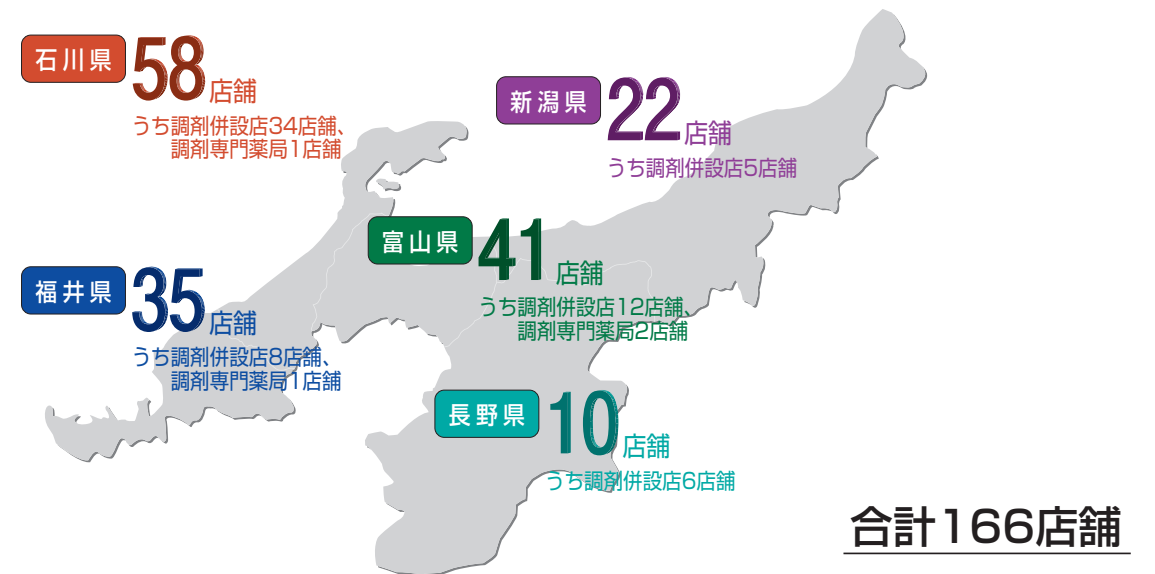 石川県
58店舗
うち調剤併設店34店舗、
調剤専門薬局1店舗
新潟県
22店舗
うち調剤併設店5店舗
富山県
41店舗
うち調剤併設店12店舗、
調剤専門薬局2店舗
福井県
35店舗
うち調剤併設店8店舗、
調剤専門薬局1店舗
長野県
10店舗
うち調剤併設店6店舗
合計166店舗